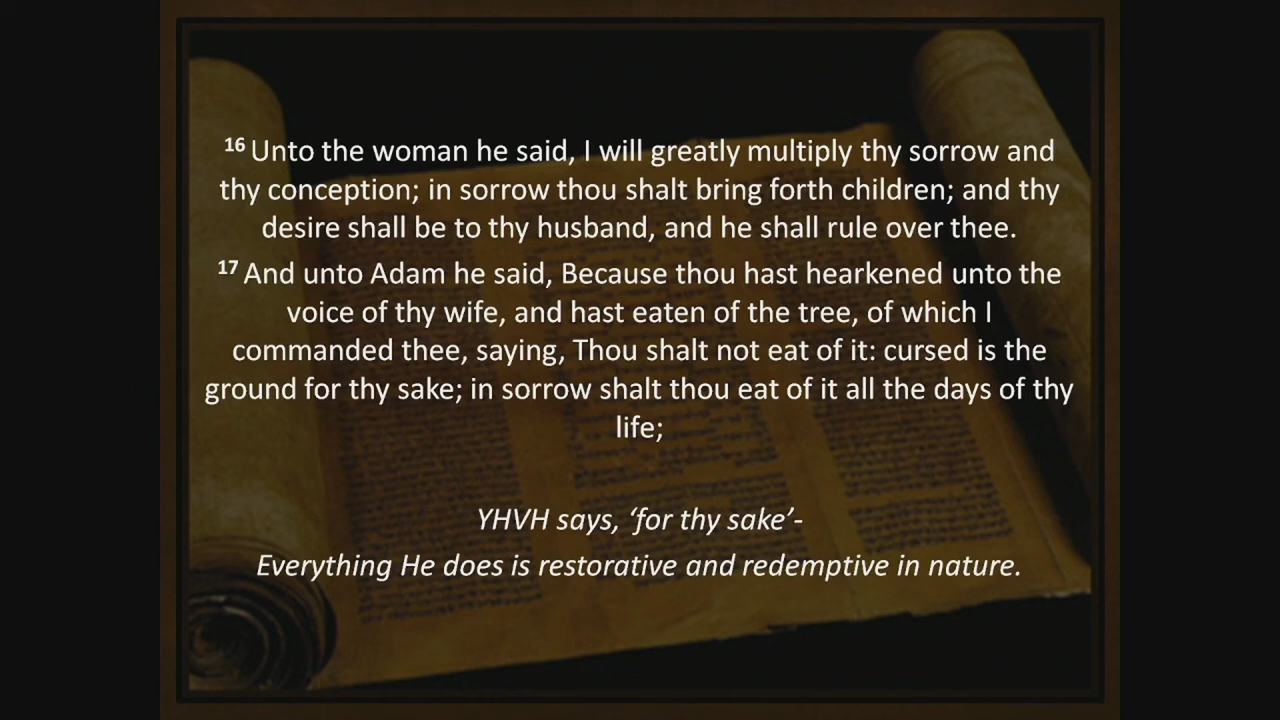 16 Unto the woman he said, I will greatly multiply thy sorrow and
thy conception; in sorrow thou shalt bring forth children; and thy
desire shall be to thy husband, and he shall rule over thee.
17 And unto Adam he said, Because thou hast hearkened unto the
voice of thy wife, and hast eaten of the tree, of which I
commanded thee, saying, Thou shalt not eat of it: cursed is the
ground for thy sake; in sorrow shalt thou eat of it all the days of thy
life;
YHVH says, ‘for thy sake’-
Everything He does is restorative and redemptive in nature.